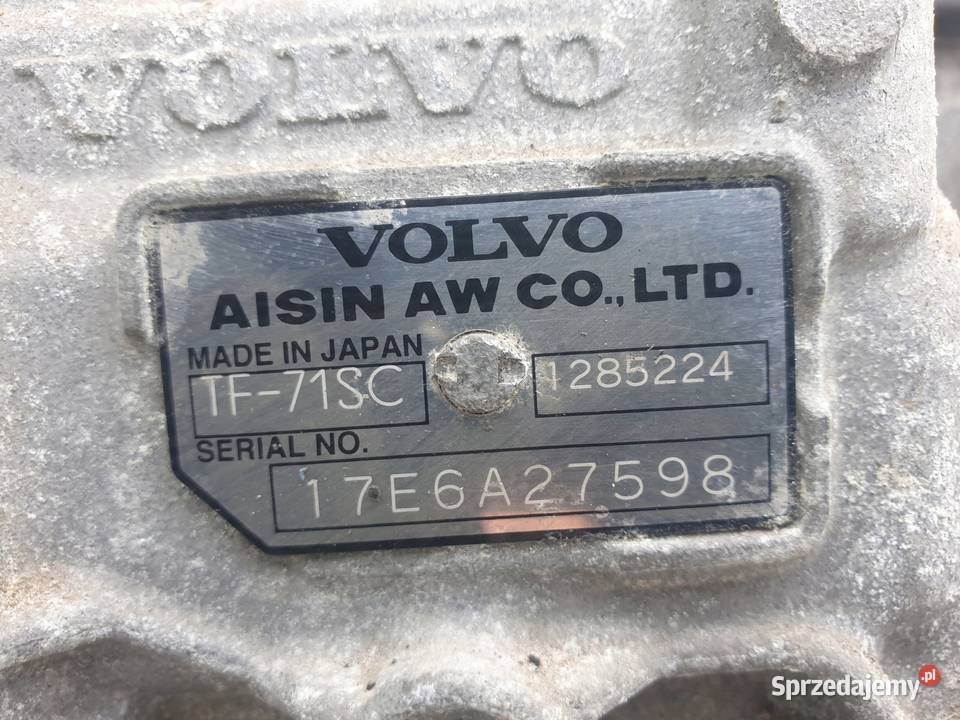 VOLVO
VOLVO
AISIN AW CO., LTD.
MADE IN JAPAN
TF-71SC 1285224
SERIAL NO.
17E6A27598
Sprzedajemy.pl